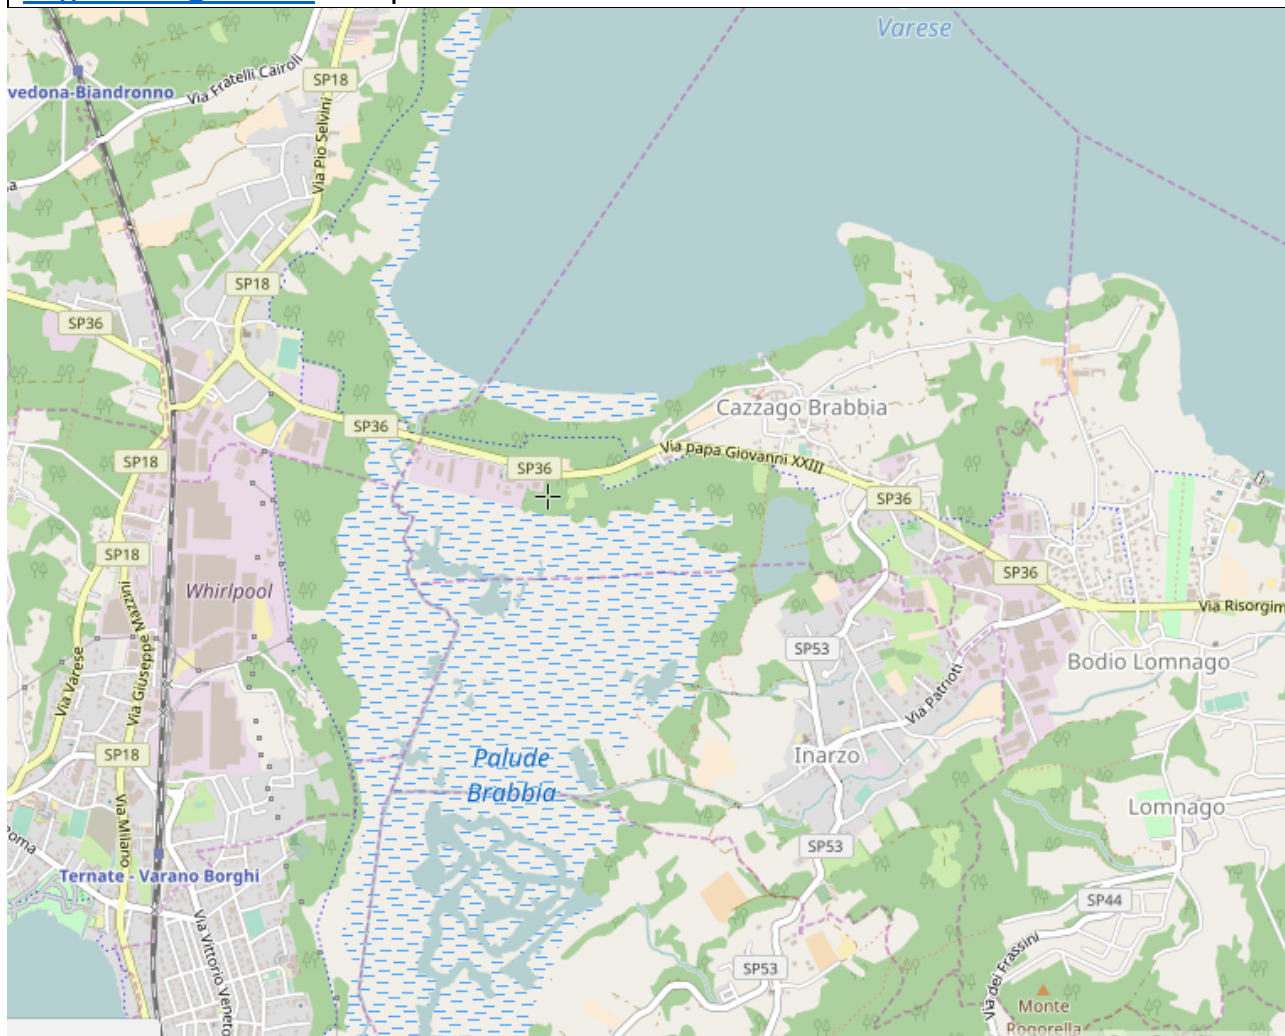 Varese
SP18
Via Fratelli Cairoli
vedona-Biandronno
Via Pio Selvini
SP18
SP36
Cazzago Brabbia
SP36
Via papa Giovanni XXIII
SP18
SP36
SP36
SP18
SP36
Whirlpool
Via Risorgim
Via Giuseppe Mazzini
SP53
Via Varese
Bodio Lomnago
Via Patrioti
SP18
Inarzo
Palude
Brabbia
Lomnago
Via Milano
Roma
SP53
Ternate - Varano Borghi
SP44
Via Vittorio Veneto
Via dei Frassini
SP53
Monte
Rogorella